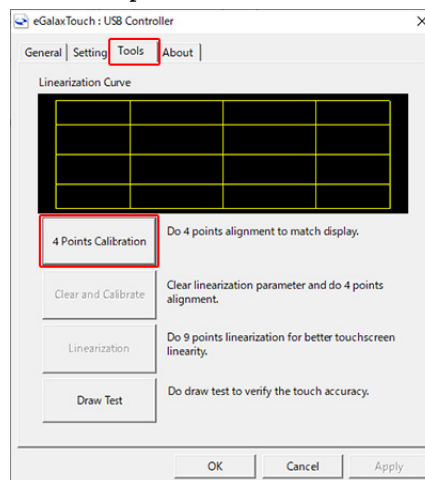 eGalaxTouch : USB Controller
General Setting Tools About
Linearization Curve
4 Points Calibration
Do 4 points alignment to match display.
Clear and Calibrate
Clear linearization parameter and do 4 points
alignment.
Linearization
Do 9 points linearization for better touchscreen
linearity.
Draw Test
Do draw test to verify the touch accuracy.
OK Cancel Apply